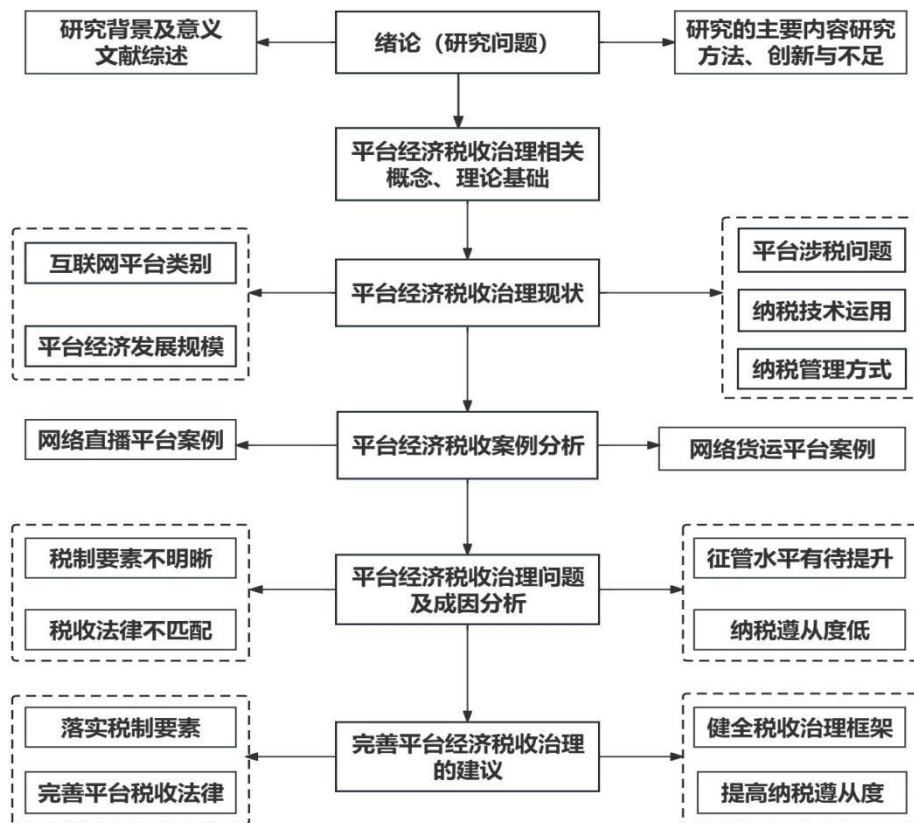 研究背景及意义
文献综述
绪论（研究问题）
研究的主要内容研究
方法、创新与不足
平台经济税收治理相关
概念、理论基础
互联网平台类别
平台经济发展规模
平台经济税收治理现状
平台涉税问题
纳税技术运用
纳税管理方式
网络直播平台案例
平台经济税收案例分析
网络货运平台案例
税制要素不明晰
税收法律不匹配
平台经济税收治理问题
及成因分析
征管水平有待提升
纳税遵从度低
落实税制要素
完善平台税收法律
完善平台经济税收治理
的建议
健全税收治理框架
提高纳税遵从度